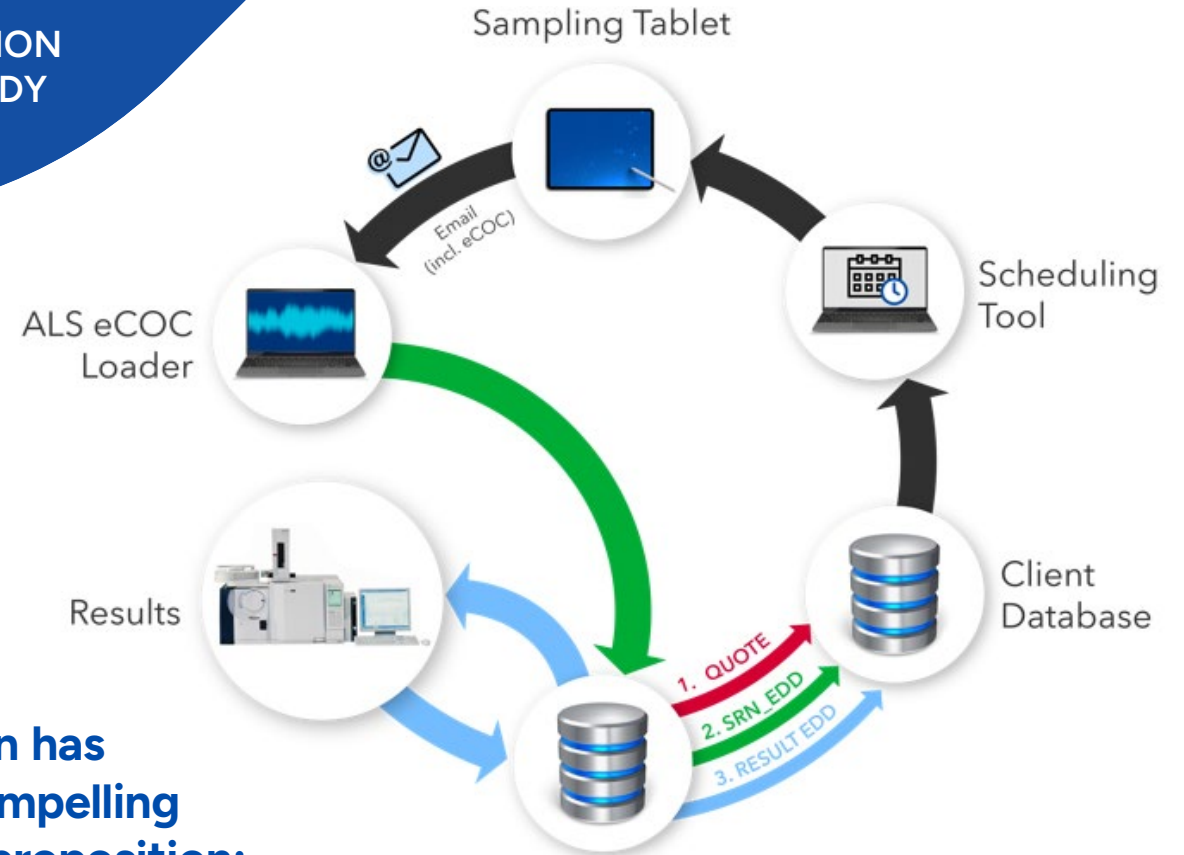 ION
DY
Sampling Tablet
@
Email
(incl. eCOC)
Scheduling
Tool
ALS eCOC
Loader
Results
Client
Database
1. QUOTE
2. SRN_EDD
3. RESULT EDD
n has
mpelling
proposition: